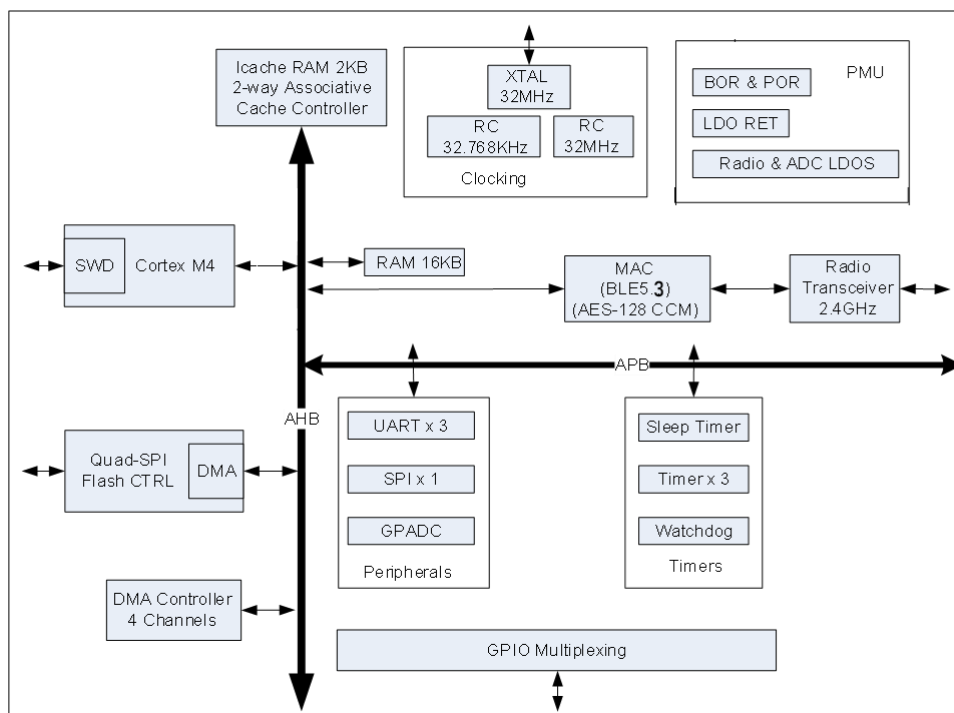 Icache RAM 2KB
2-way Associative
Cache Controller
XTAL
32MHz
RC
32.768KHz
RC
32MHz
Clocking
PMU
BOR & POR
LDO RET
Radio & ADC LDOS
SWD
Cortex M4
RAM 16KB
MAC
(BLE5.3)
(AES-128 CCM)
Radio
Transceiver
2.4GHz
APB
AHB
UART x 3
SPI x 1
GPADC
Peripherals
Sleep Timer
Timer x 3
Watchdog
Timers
Quad-SPI
Flash CTRL
DMA
DMA Controller
4 Channels
GPIO Multiplexing